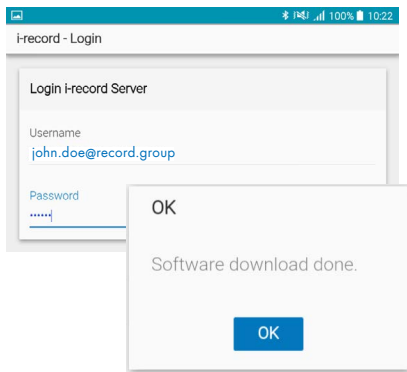 100% 10:22
i-record - Login
Login i-record Server
Username
john.doe@record.group
Password
••••••
OK
Software download done.
OK